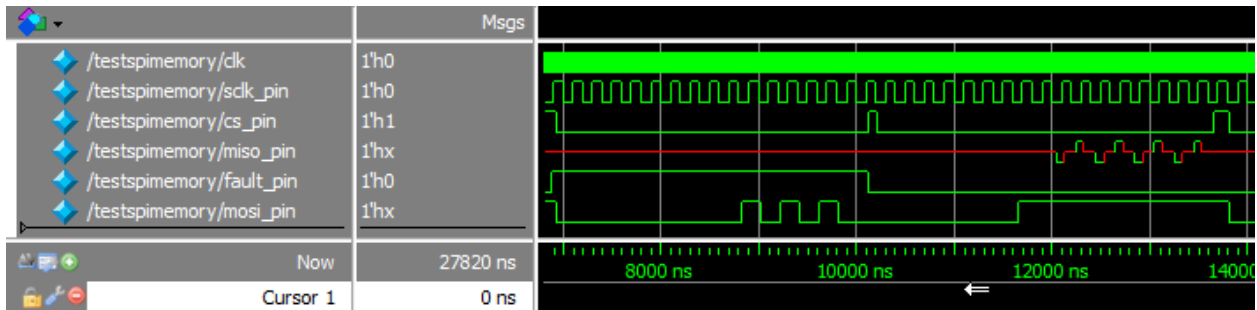 Msgs
/testspimemory/clk 1'h0
/testspimemory/sclk_pin 1'h0
/testspimemory/cs_pin 1'h1
/testspimemory/miso_pin 1'hx
/testspimemory/fault_pin 1'h0
/testspimemory/mosi_pin 1'hx
Now 27820 ns 8000 ns 10000 ns 12000 ns 14000
Cursor 1 0 ns